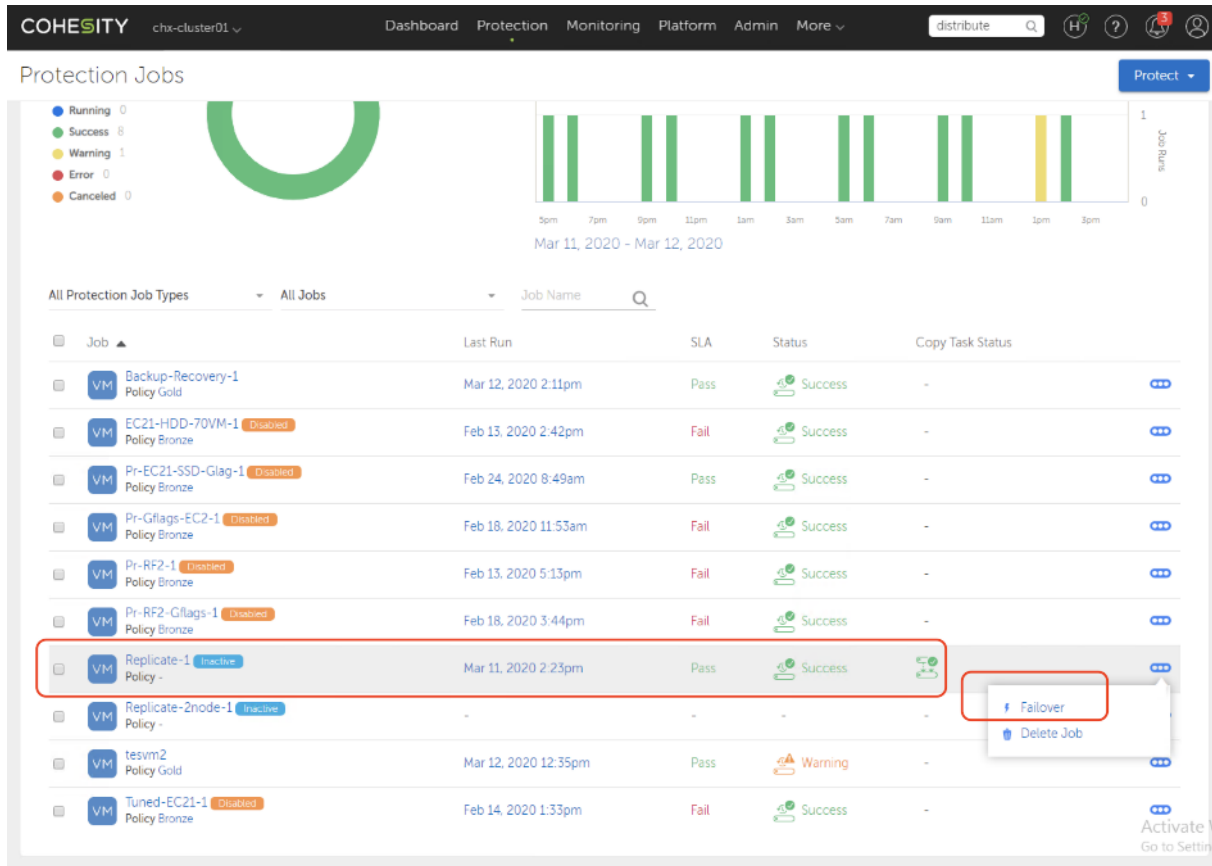 COHESITY chx-cluster01 Dashboard Protection Monitoring Platform Admin More distribute H ? 3
Protection Jobs Protect
Running 0
Success 8
Warning 1
Error 0
Canceled 0
1
Job Runs
0
5pm 7pm 9pm 11pm 1am 3am 5am 7am 9am 11am 1pm 3pm
Mar 11, 2020 - Mar 12, 2020
All Protection Job Types All Jobs Job Name
Job Last Run SLA Status Copy Task Status
VM Backup-Recovery-1 Mar 12, 2020 2:11pm Pass Success -
Policy Gold
VM EC21-HDD-70VM-1 Disabled Feb 13, 2020 2:42pm Fail Success -
Policy Bronze
VM Pr-EC21-SSD-Glag-1 Disabled Feb 24, 2020 8:49am Pass Success -
Policy Bronze
VM Pr-Gflags-EC2-1 Disabled Feb 18, 2020 11:53am Fail Success -
Policy Bronze
VM Pr-RF2-1 Disabled Feb 13, 2020 5:13pm Fail Success -
Policy Bronze
VM Pr-RF2-Gflags-1 Disabled Feb 18, 2020 3:44pm Fail Success -
Policy Bronze
VM Replicate-1 Inactive Mar 11, 2020 2:23pm Pass Success
Policy -
VM Replicate-2node-1 Inactive - - - -
Policy -
Failover
Delete Job
VM tesvm2 Mar 12, 2020 12:35pm Pass Warning -
Policy Gold
VM Tuned-EC21-1 Disabled Feb 14, 2020 1:33pm Fail Success -
Policy Bronze
Activate
Go to Settin